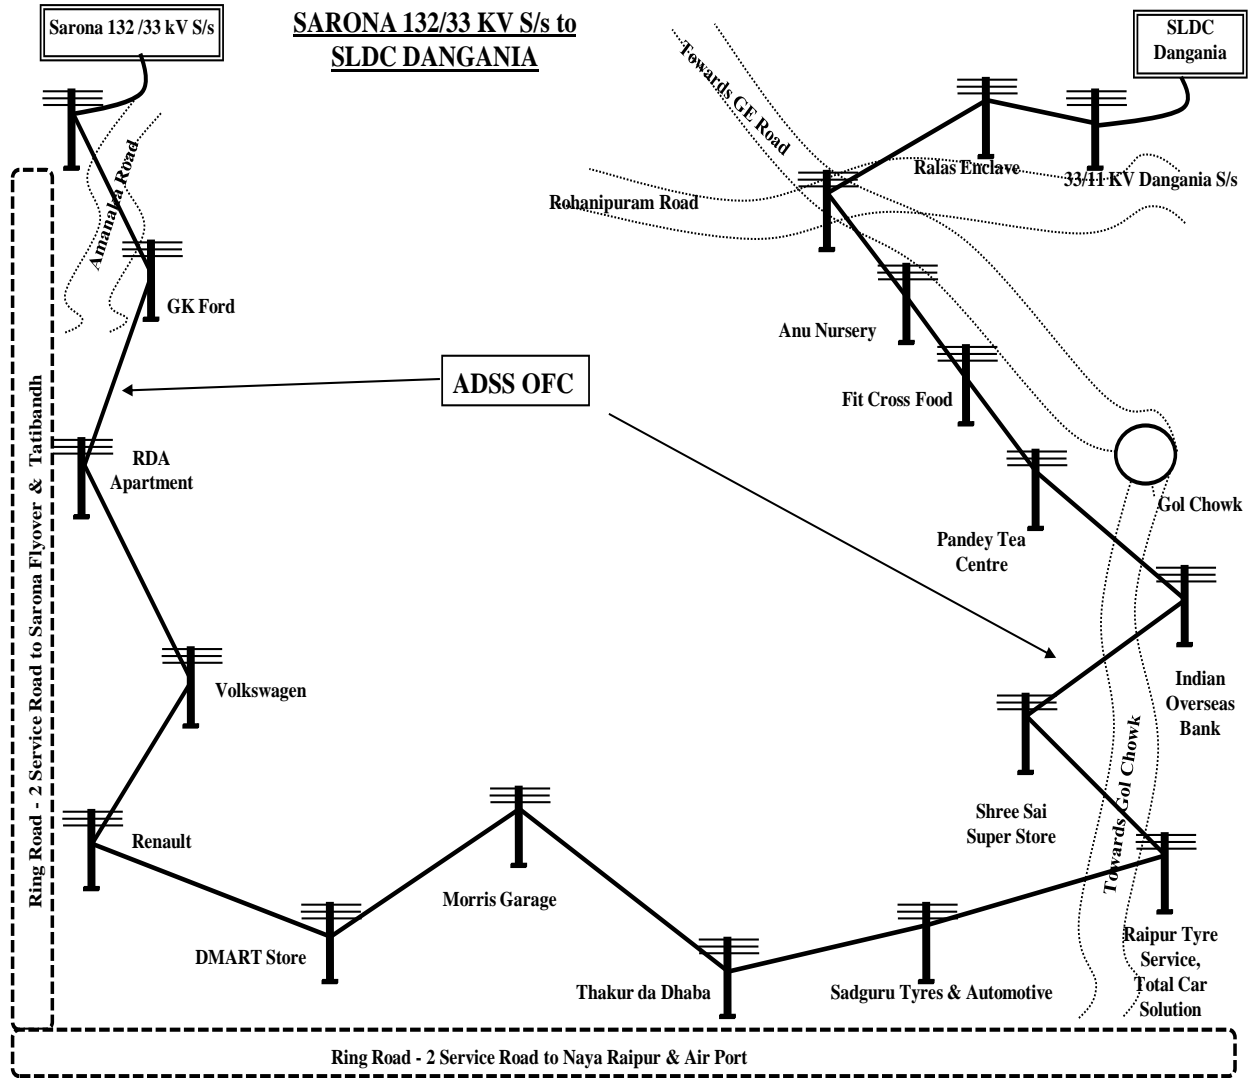 Sarona 132 /33 kV S/s
SARONA 132/33 KV S/s to
SLDC DANGANIA
SLDC
Dangania
Towards GE Road
Ralas Enclave
33/11 KV Dangania S/s
Rohanipuram Road
Amanaka Road
GK Ford
Anu Nursery
ADSS OFC
Fit Cross Food
RDA
Apartment
Gol Chowk
Pandey Tea
Centre
Ring Road - 2 Service Road to Sarona Flyover & Tatibandh
Volkswagen
Indian
Overseas
Bank
Towards Gol Chowk
Shree Sai
Super Store
Renault
Morris Garage
DMART Store
Thakur da Dhaba
Sadguru Tyres & Automotive
Raipur Tyre
Service,
Total Car
Solution
Ring Road - 2 Service Road to Naya Raipur & Air Port